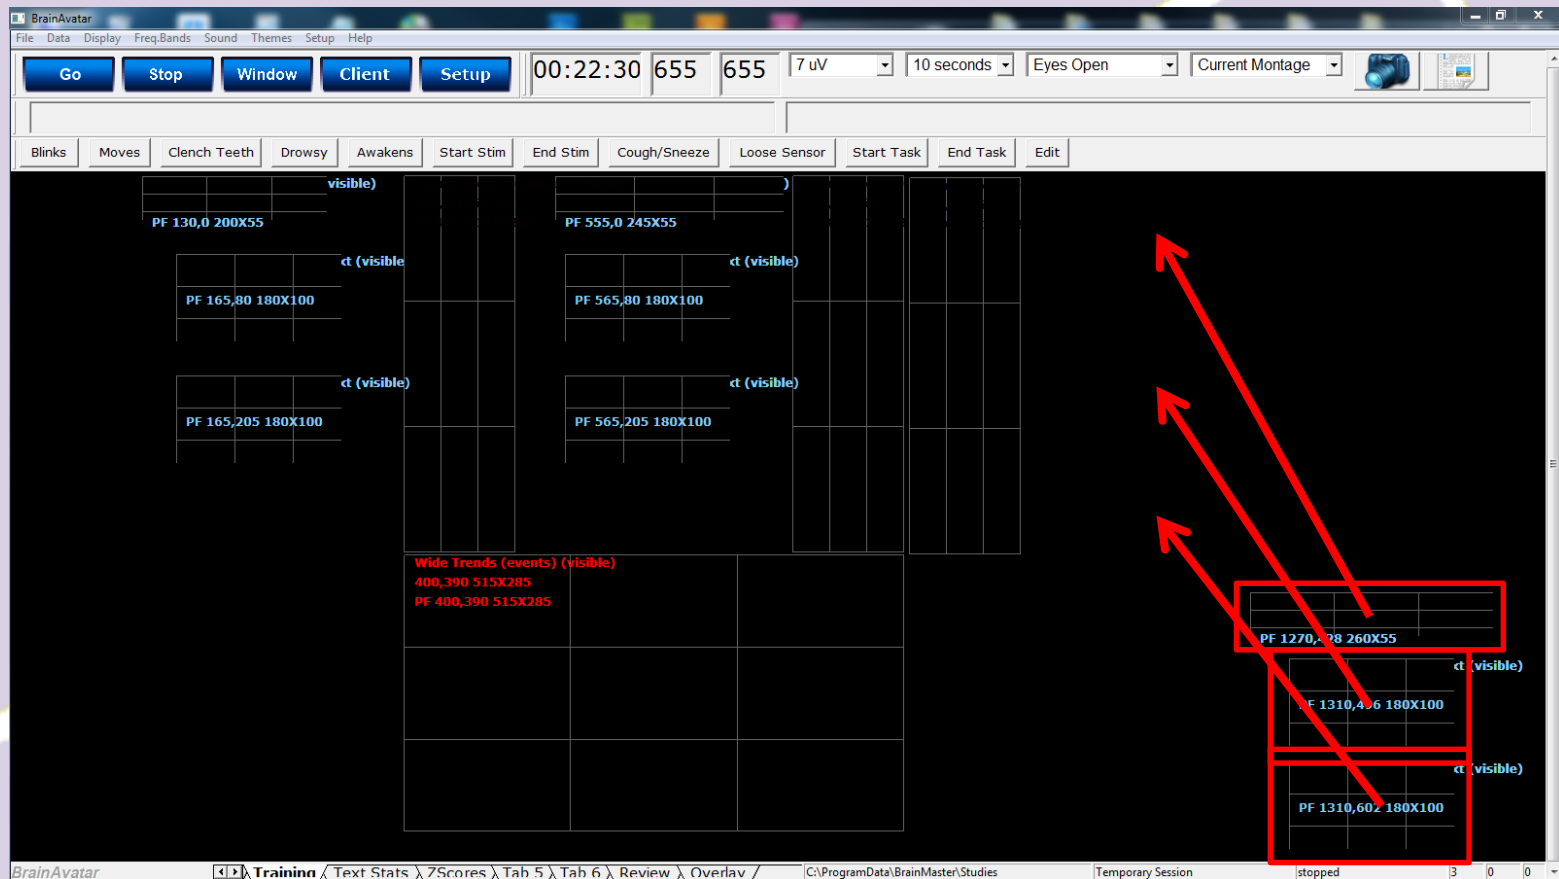 BrainAvatar
File Data Display Freq.Bands Sound Themes Setup Help
Go Stop Window Client Setup 00:22:30 655 655 7 uV 10 seconds Eyes Open Current Montage
Blinks Moves Clench Teeth Drowsy Awakens Start Stim End Stim Cough/Sneeze Loose Sensor Start Task End Task Edit
visible) )
PF 130,0 200X55 PF 555,0 245X55
ct (visible ct (visible)
PF 165,80 180X100 PF 565,80 180X100
ct (visible) ct (visible)
PF 165,205 180X100 PF 565,205 180X100
Wide Trends (events) (visible)
400,390 515X285
PF 400,390 515X285
PF 1270,428 260X55
ct (visible)
PF 1310,496 180X100
ct (visible)
PF 1310,602 180X100
BrainAvatar Training Text Stats ZScores Tab 5 Tab 6 Review Overlay C:\ProgramData\BrainMaster\Studies Temporary Session stopped 3 0 0